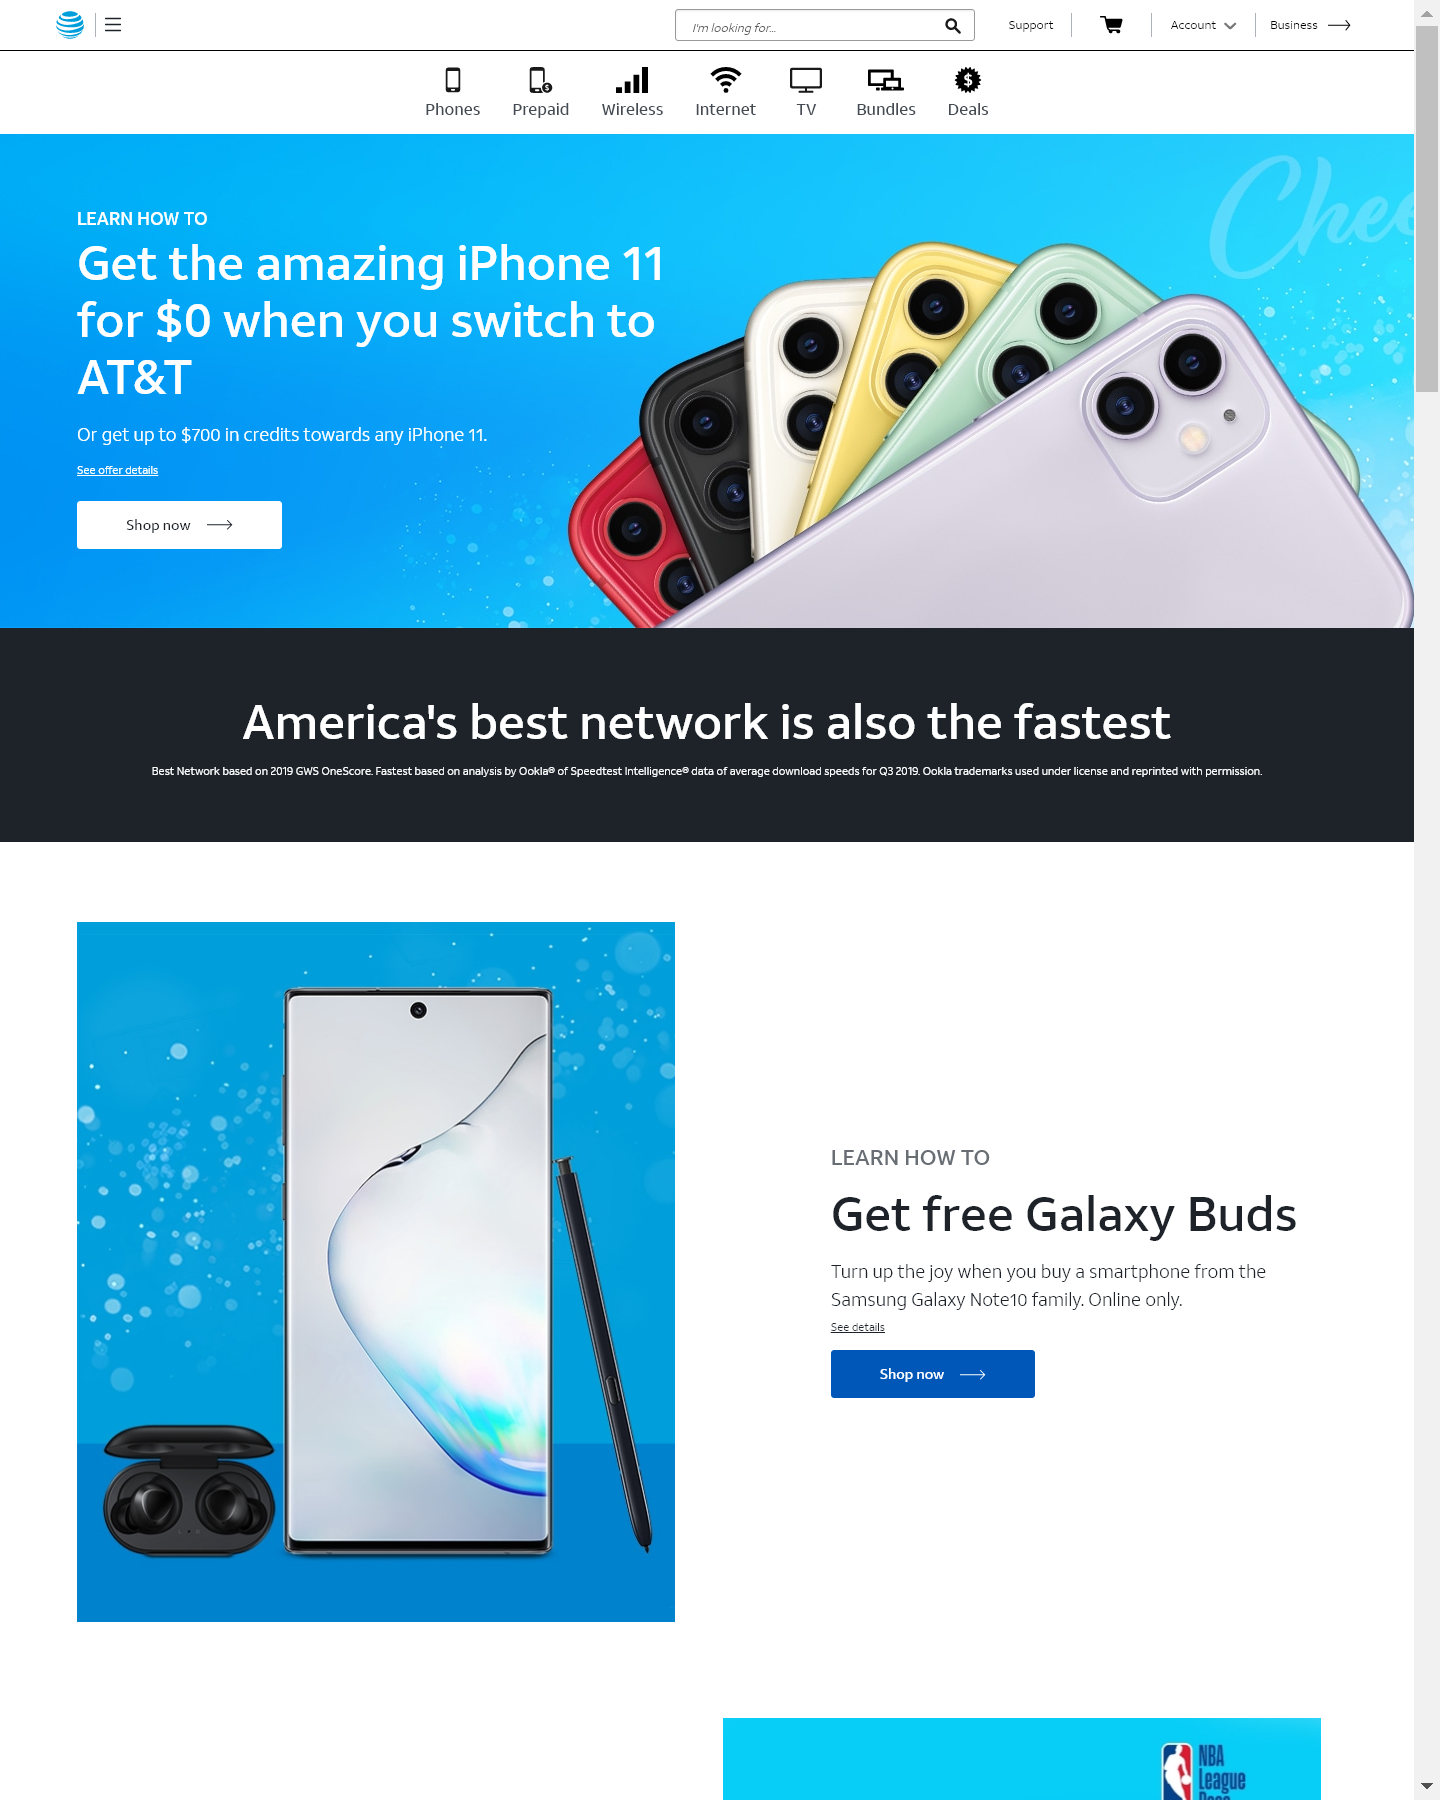 I'm looking for...
Support
Account
Business
Phones
Prepaid
Wireless
Internet
TV
Bundles
Deals
LEARN HOW TO
Get the amazing iPhone 11
for $0 when you switch to
AT&T
Or get up to $700 in credits towards any iPhone 11.
See offer details
Shop now
America's best network is also the fastest
Best Network based on 2019 GWS OneScore. Fastest based on analysis by Ookla® of Speedtest Intelligence® data of average download speeds for Q3 2019. Ookla trademarks used under license and reprinted with permission.
LEARN HOW TO
Get free Galaxy Buds
Turn up the joy when you buy a smartphone from the
Samsung Galaxy Note10 family. Online only.
See details
Shop now
NBA
League